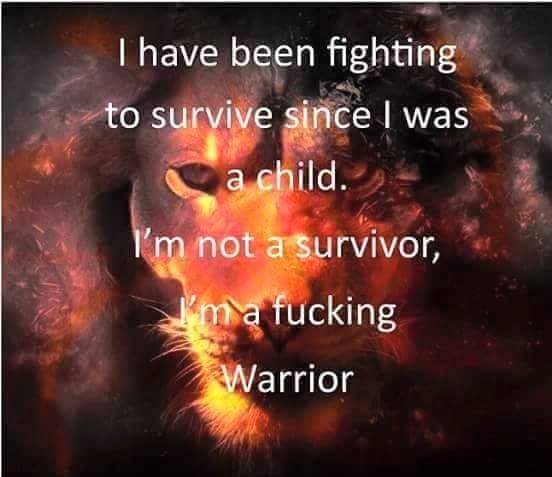 I have been fighting
to survive since I was
a child.
I'm not a survivor,
I'm a fucking
Warrior